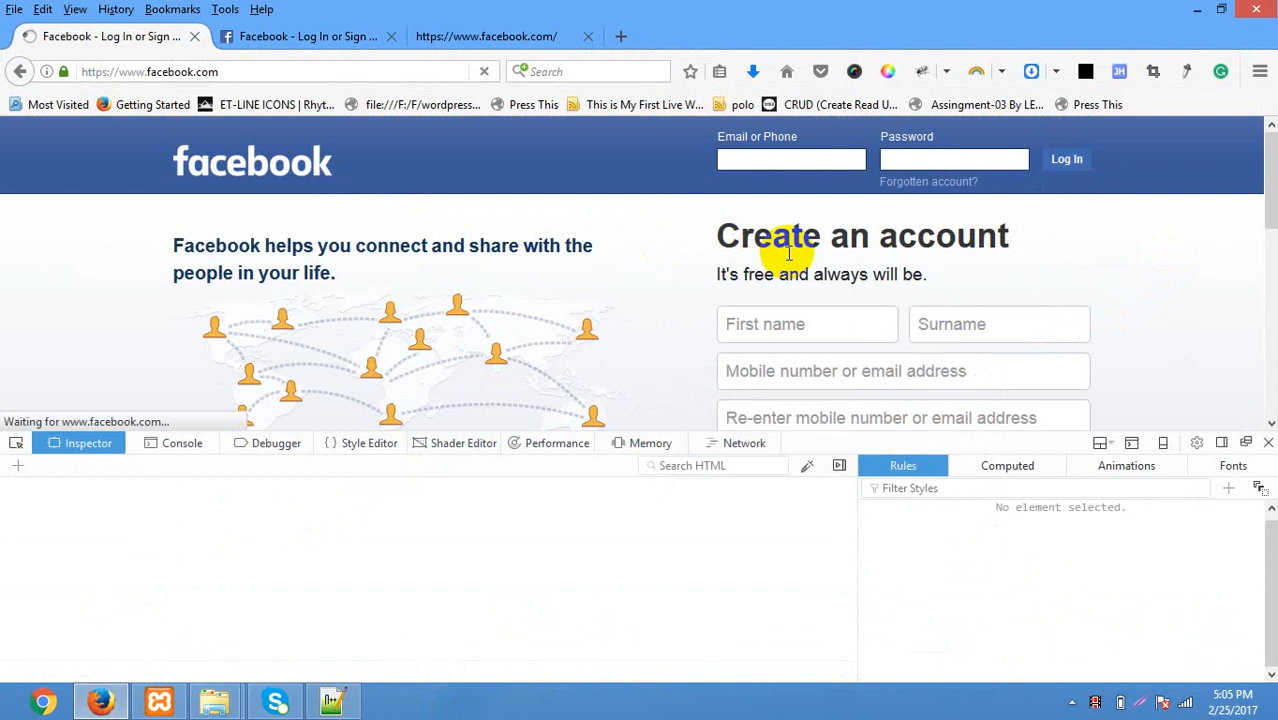 File Edit View History Bookmarks Tools Help
Facebook - Log In or Sign ... Facebook - Log In or Sign ... https://www.facebook.com/
https://www.facebook.com Search
Most Visited Getting Started ET-LINE ICONS | Rhyt... file:///F:/F/wordpress... Press This This is My First Live W... polo CRUD (Create Read U... Assingment-03 By LE... Press This
Email or Phone Password
facebook
Log In
Forgotten account?
Create an account
Facebook helps you connect and share with the
people in your life.
It's free and always will be.
First name Surname
Mobile number or email address
Re-enter mobile number or email address
Waiting for www.facebook.com...
Inspector Console Debugger Style Editor Shader Editor Performance Memory Network
Search HTML Rules Computed Animations Fonts
Filter Styles
No element selected.
5:05 PM
2/25/2017